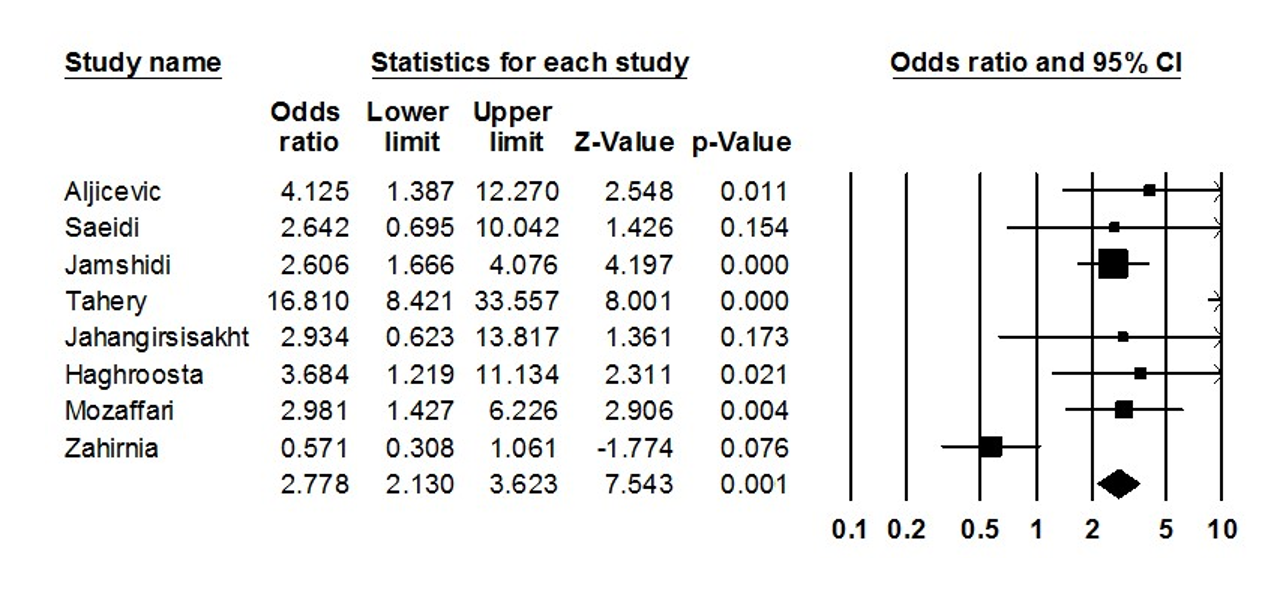 Study name Statistics for each study Odds ratio and 95% CI
Odds Lower Upper
ratio limit limit Z-Value p-Value
Aljicevic 4.125 1.387 12.270 2.548 0.011
Saeidi 2.642 0.695 10.042 1.426 0.154
Jamshidi 2.606 1.666 4.076 4.197 0.000
Tahery 16.810 8.421 33.557 8.001 0.000
Jahangirsisakht 2.934 0.623 13.817 1.361 0.173
Haghroosta 3.684 1.219 11.134 2.311 0.021
Mozaffari 2.981 1.427 6.226 2.906 0.004
Zahirnia 0.571 0.308 1.061 -1.774 0.076
2.778 2.130 3.623 7.543 0.001
0.1 0.2 0.5 1 2 5 10